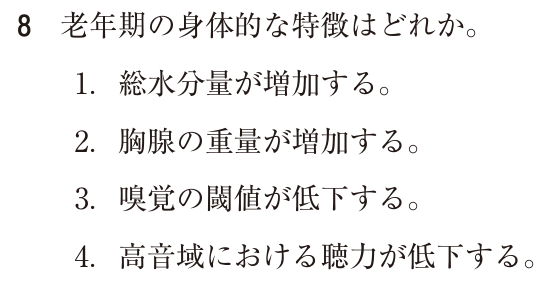 8 老年期の身体的な特徴はどれか。
1. 総水分量が増加する。
2. 胸腺の重量が増加する。
3. 嗅覚の閾値が低下する。
4. 高音域における聴力が低下する。